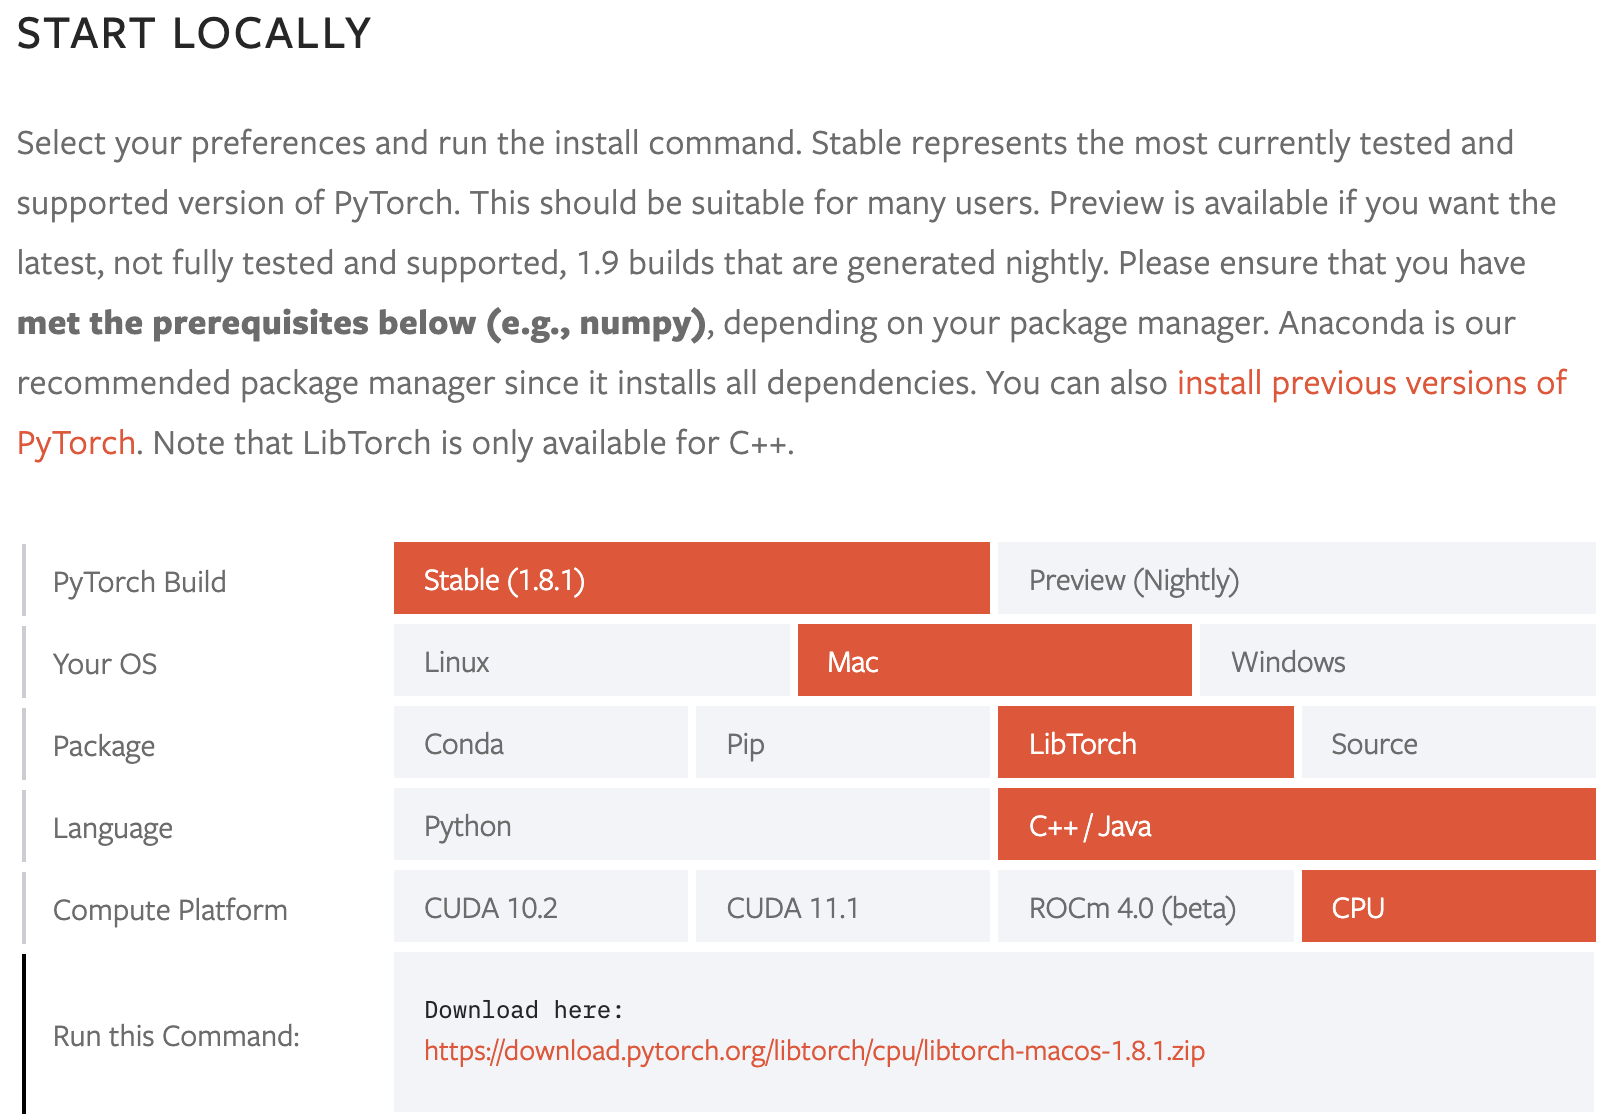 START LOCALLY
Select your preferences and run the install command. Stable represents the most currently tested and
supported version of PyTorch. This should be suitable for many users. Preview is available if you want the
latest, not fully tested and supported, 1.9 builds that are generated nightly. Please ensure that you have
met the prerequisites below (e.g., numpy), depending on your package manager. Anaconda is our
recommended package manager since it installs all dependencies. You can also install previous versions of
PyTorch. Note that LibTorch is only available for C++.
PyTorch Build Stable (1.8.1) Preview (Nightly)
Your OS Linux Mac Windows
Package Conda Pip LibTorch Source
Language Python C++ / Java
Compute Platform CUDA 10.2 CUDA 11.1 ROCm 4.0 (beta) CPU
Run this Command:
Download here:
https://download.pytorch.org/libtorch/cpu/libtorch-macos-1.8.1.zip